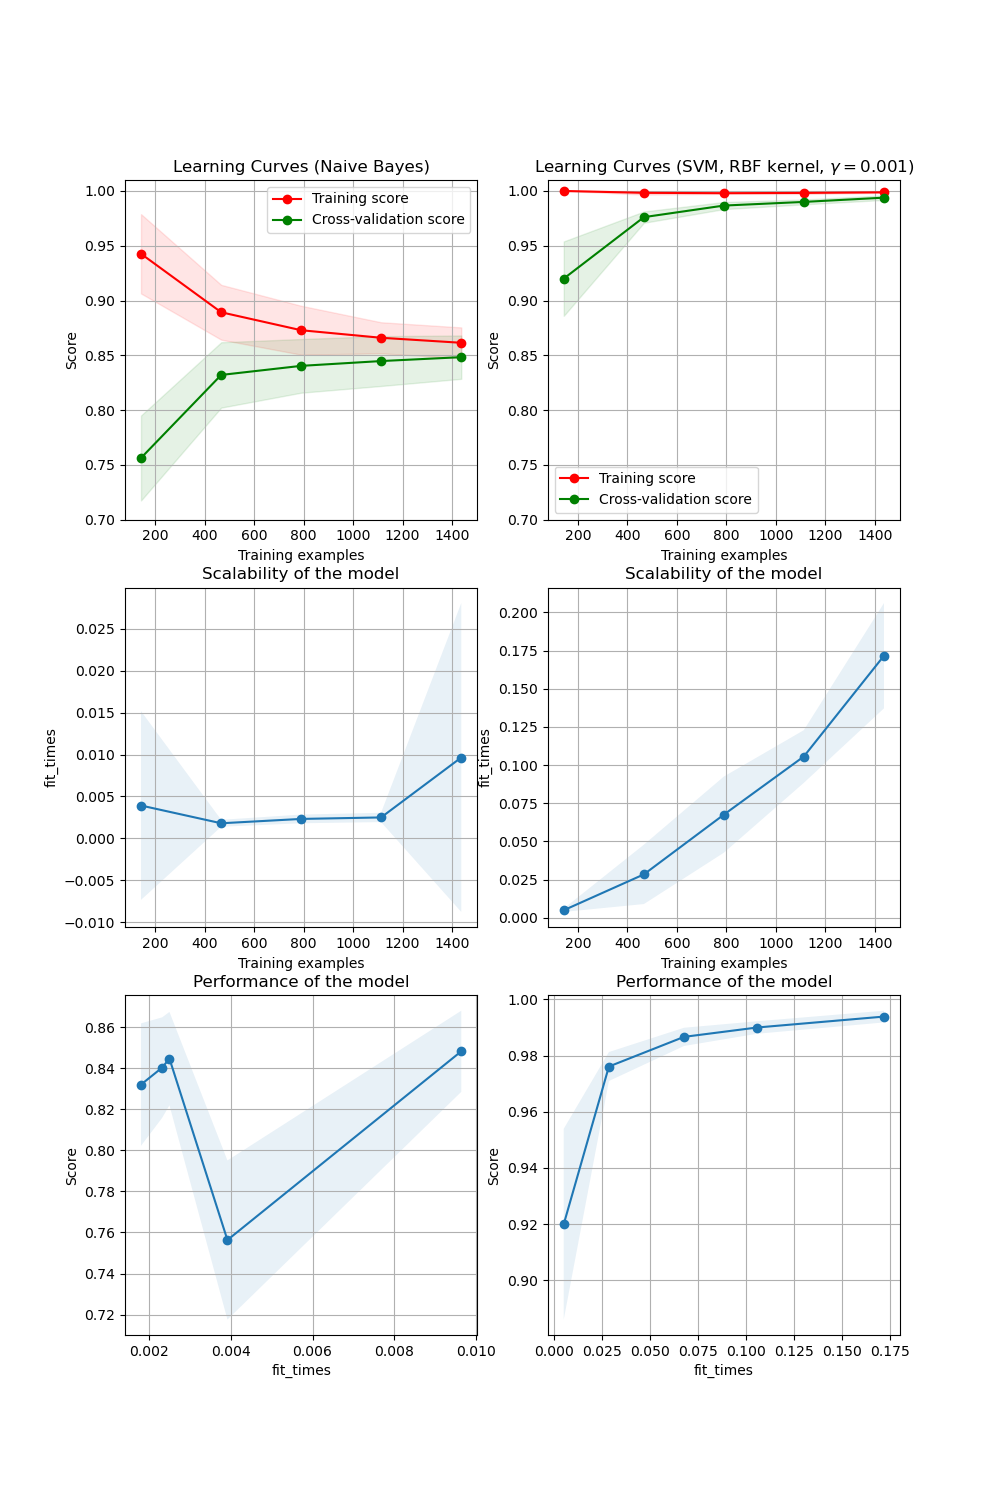 Learning Curves (Naive Bayes)
1.00
0.95
0.90
0.85
0.80
0.75
0.70
Score
Training score
Cross-validation score
200 400 600 800 1000 1200 1400
Training examples
Learning Curves (SVM, RBF kernel, γ = 0.001)
1.00
0.95
0.90
0.85
0.80
0.75
0.70
Score
Training score
Cross-validation score
200 400 600 800 1000 1200 1400
Training examples
Scalability of the model
0.025
0.020
0.015
0.010
0.005
0.000
−0.005
−0.010
fit_times
200 400 600 800 1000 1200 1400
Training examples
Scalability of the model
0.200
0.175
0.150
0.125
0.100
0.075
0.050
0.025
0.000
fit_times
200 400 600 800 1000 1200 1400
Training examples
Performance of the model
0.86
0.84
0.82
0.80
0.78
0.76
0.74
0.72
Score
0.002 0.004 0.006 0.008 0.010
fit_times
Performance of the model
1.00
0.98
0.96
0.94
0.92
0.90
Score
0.000 0.025 0.050 0.075 0.100 0.125 0.150 0.175
fit_times